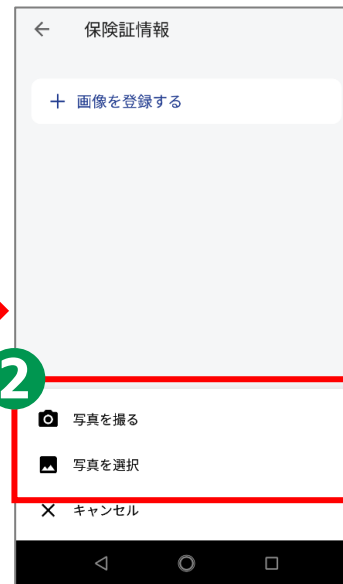 ← 保険証情報
+ 画像を登録する
2
写真を撮る
写真を選択
× キャンセル